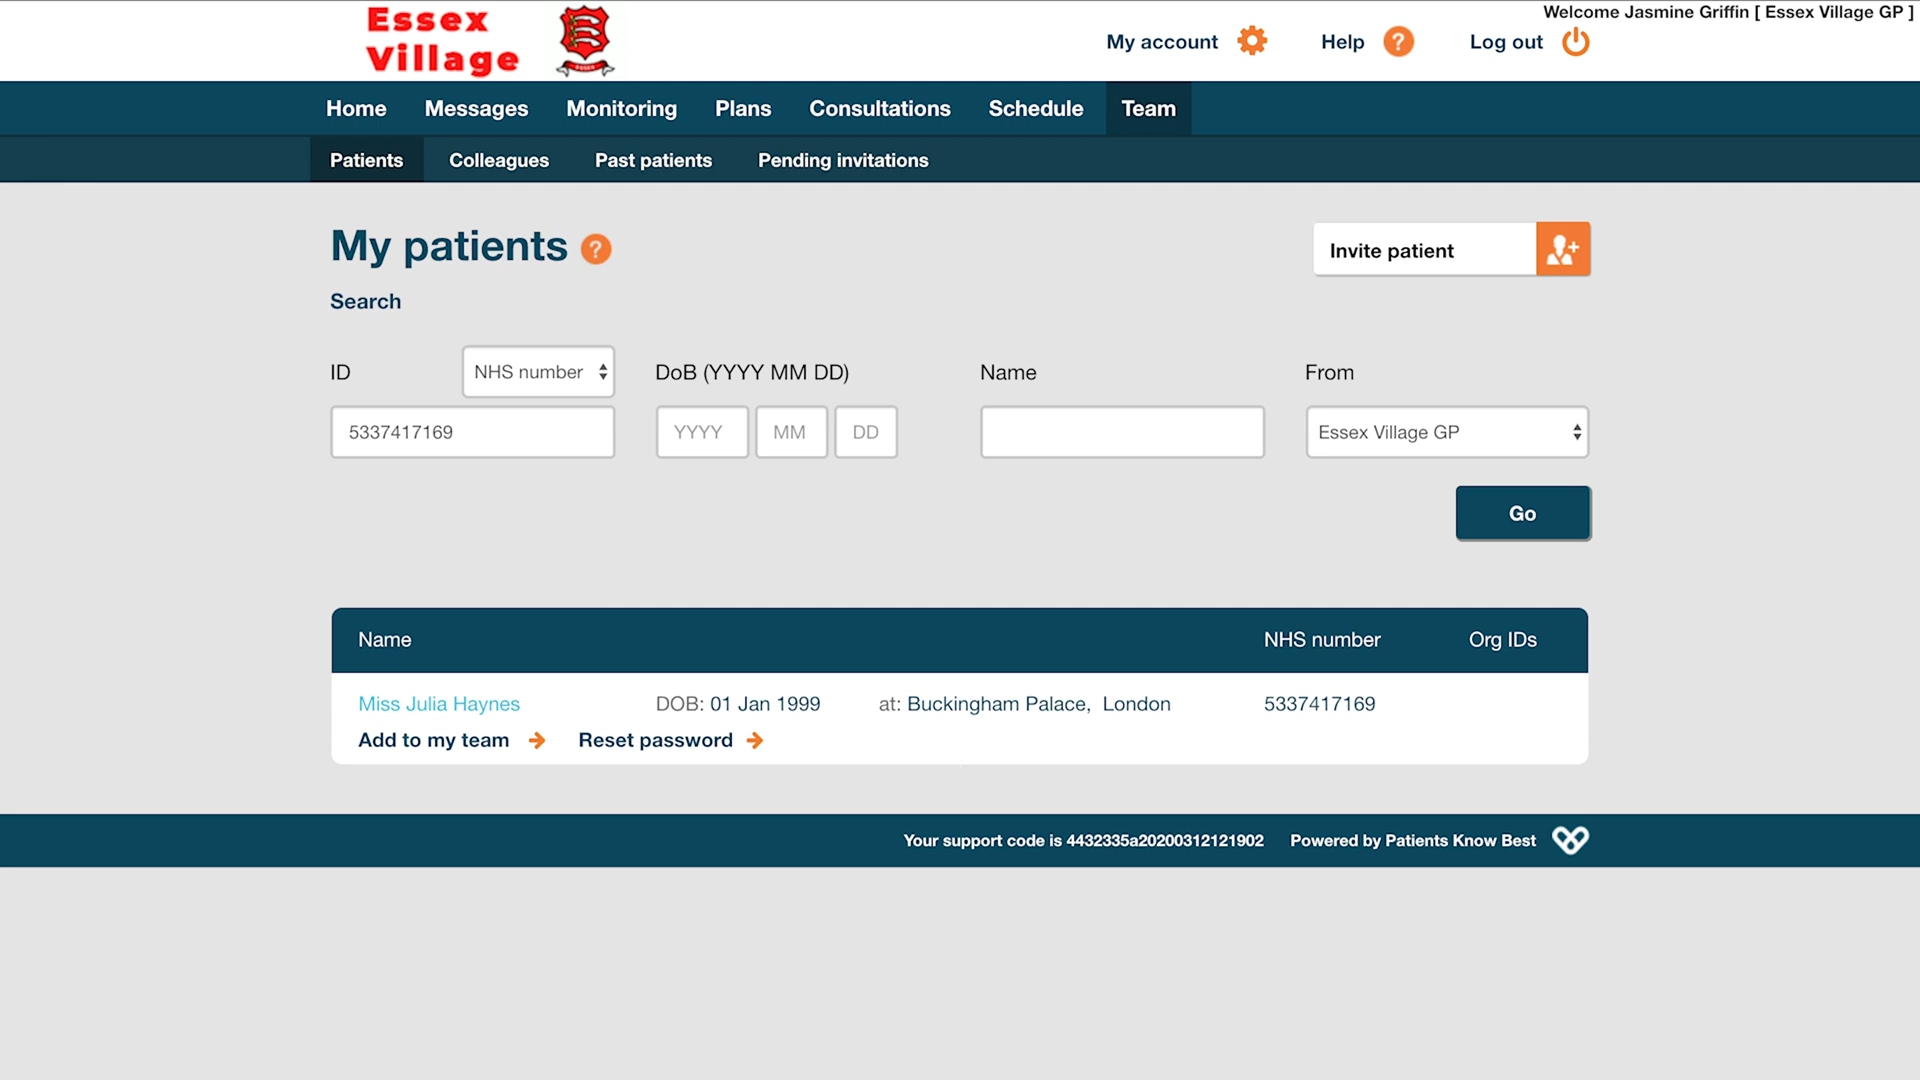 Welcome Jasmine Griffin [ Essex Village GP ]
Essex
Village
ESSEX
My account
Help ?
Log out
Home Messages Monitoring Plans Consultations Schedule Team
Patients Colleagues Past patients Pending invitations
My patients ?
Invite patient
Search
ID NHS number DoB (YYYY MM DD) Name From
5337417169 YYYY MM DD Essex Village GP
Go
Name NHS number Org IDs
Miss Julia Haynes DOB: 01 Jan 1999 at: Buckingham Palace, London 5337417169
Add to my team Reset password
Your support code is 4432335a20200312121902 Powered by Patients Know Best